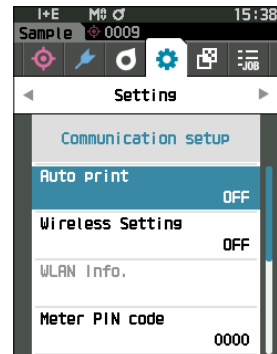 I+E M0 ♂ 15:38
Sample 0009
-JOB
Setting
Communication setup
Auto print
OFF
Wireless Setting
OFF
WLAN Info.
Meter PIN code
0000